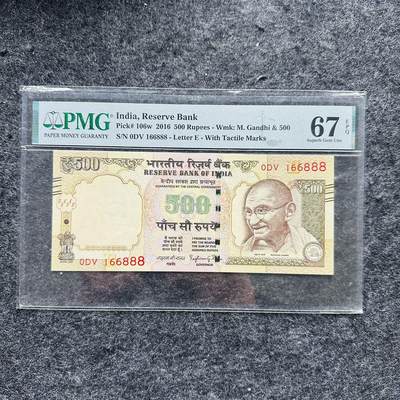 PMG
PAPER MONEY GUARANTY
India, Reserve Bank
Pick# 106w 2016 500 Rupees - Wmk: M. Gandhi & 500
S/N 0DV 166888 - Letter E - With Tactile Marks
67 EPQ
Superb Gem Unc
₹500
भारतीय रिज़र्व बैंक
RESERVE BANK OF INDIA
0DV 166888
500
₹500
पाँच सौ रुपये
GOVERNOR
0DV 166888